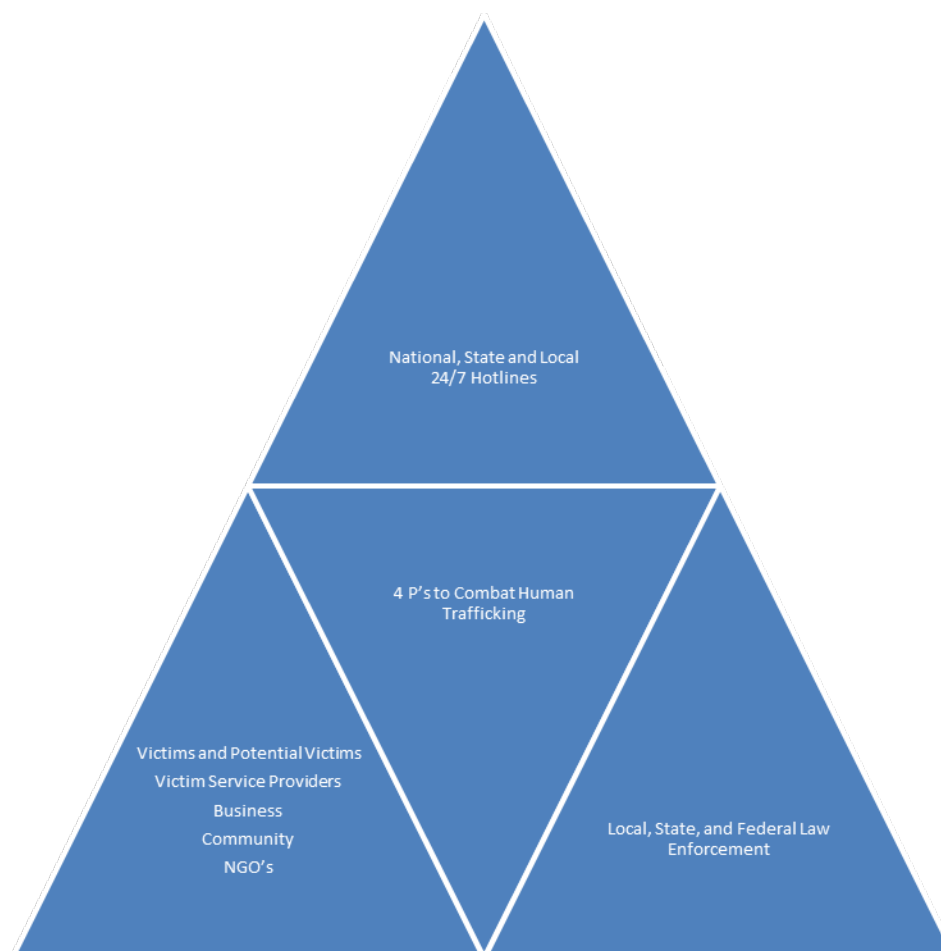 National, State and Local
24/7 Hotlines
4 P's to Combat Human
Trafficking
Victims and Potential Victims
Victim Service Providers
Business
Community
NGO's
Local, State, and Federal Law
Enforcement